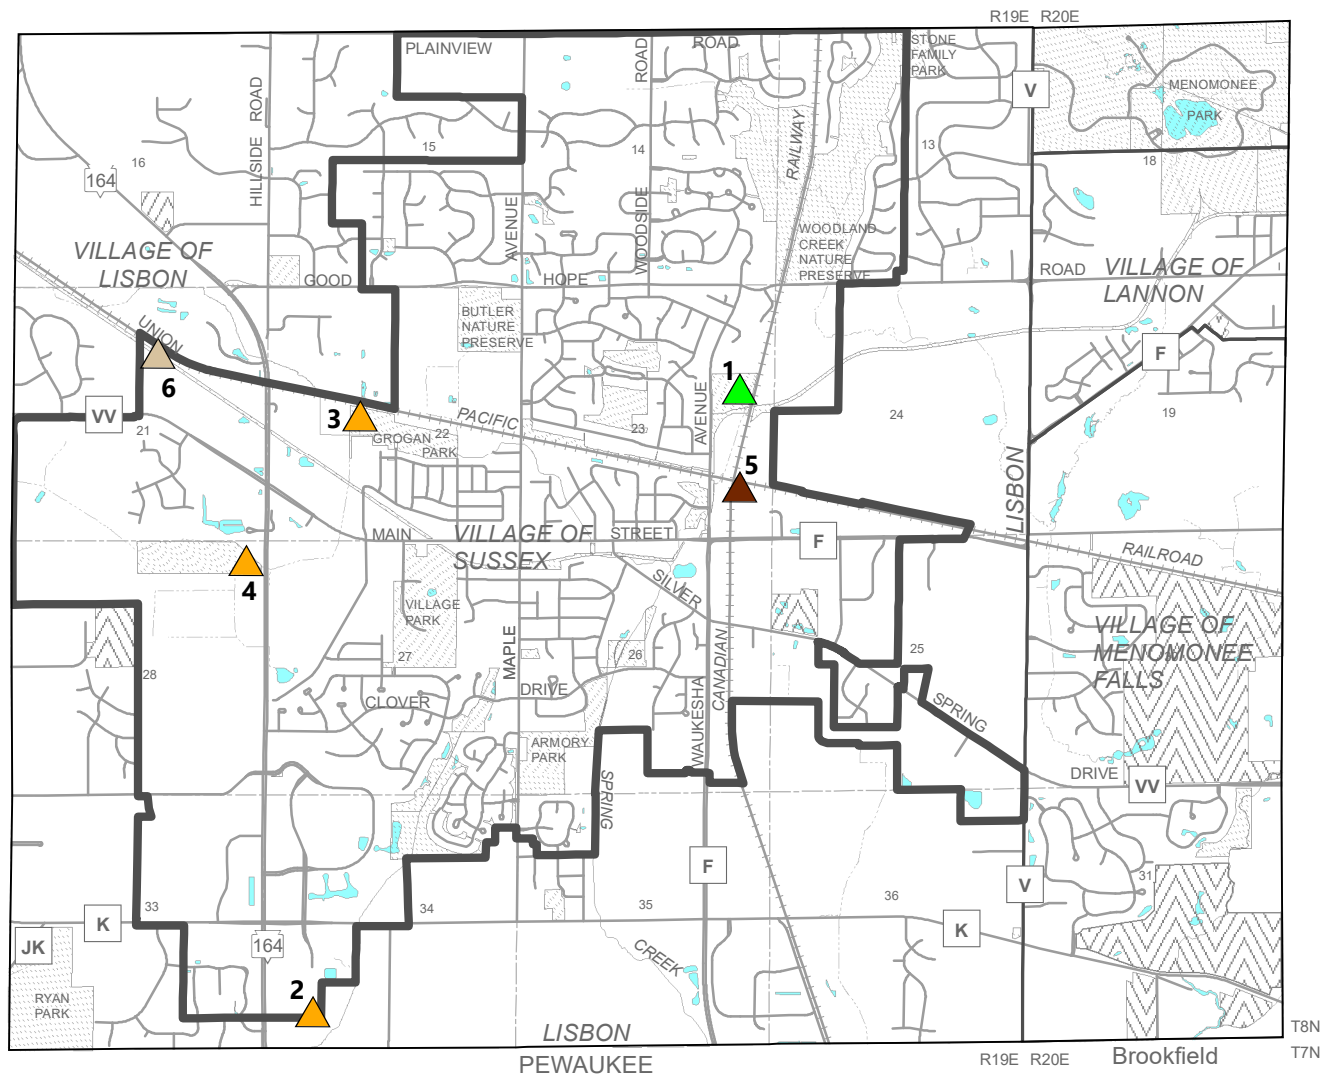 R19E R20E
PLAINVIEW
ROAD
ROAD
STONE
FAMILY
PARK
V
MENOMONEE
PARK
HILLSIDE ROAD
RAILWAY
16
15
14
13
18
164
WOODSIDE
AVENUE
VILLAGE OF
LISBON
WOODLAND
CREEK
NATURE
PRESERVE
GOOD
HOPE
ROAD
VILLAGE OF
LANNON
UNION
BUTLER
NATURE
PRESERVE
F
6
1
VV
3
PACIFIC
AVENUE
24
19
21
GROGAN
PARK
22
23
5
LISBON
MAIN
VILLAGE OF
SUSSEX
STREET
F
RAILROAD
4
SILVER
VILLAGE
PARK
MAPLE
CANADIAN
VILLAGE OF
MENOMONEE
FALLS
28
27
26
25
CLOVER
DRIVE
WAUKESHA
SPRING
ARMORY
PARK
SPRING
DRIVE
VV
F
V
31
33
34
35
36
K
K
JK
164
CREEK
2
RYAN
PARK
LISBON
PEWAUKEE
R19E R20E
Brookfield
T8N
T7N